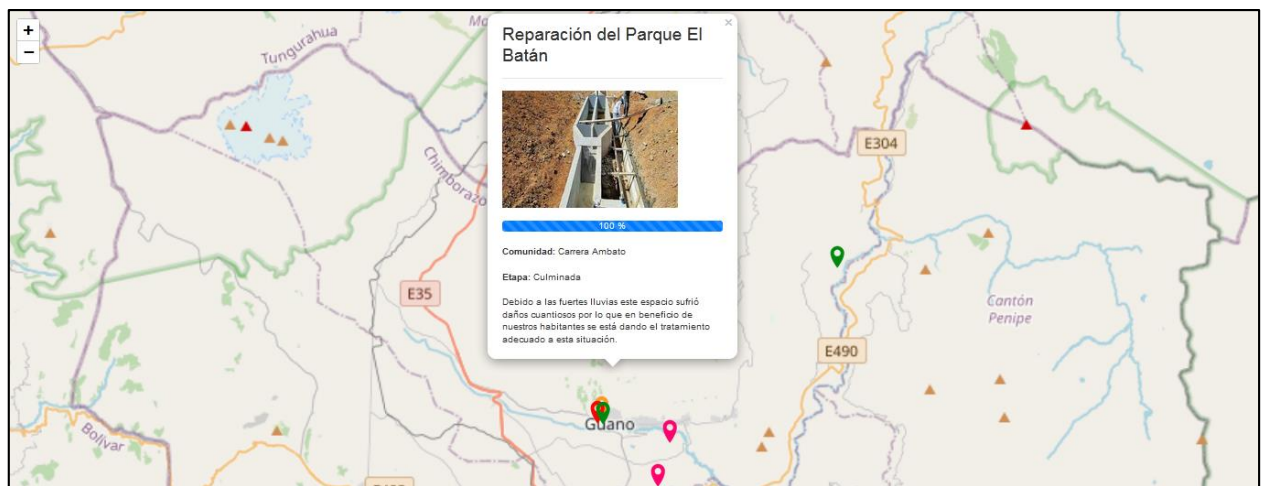 +
−
Tungurahua
Chimborazo
Reparación del Parque El
Batán
×
100 %
Comunidad: Carrera Ambato
Etapa: Culminada
Debido a las fuertes lluvias este espacio sufrió
daños cuantiosos por lo que en beneficio de
nuestros habitantes se está dando el tratamiento
adecuado a esta situación.
E304
E35
Cantón
Penipe
E490
Guano
Bolívar